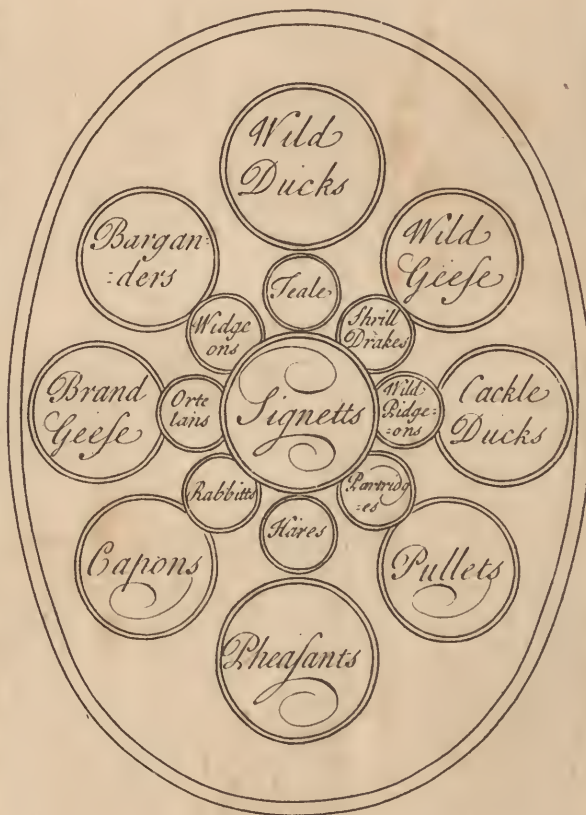 Wild
Ducks
Bargan=
=ders
Wild
Geeſe
Teale
Widge
ons
Shrill
Drakes
Brand
Geeſe
Orte
lans
Signetts
Wild
Pidge=
=ons
Cackle
Ducks
Rabbitts
Partridg
=es
Hares
Capons
Pullets
Pheaſants